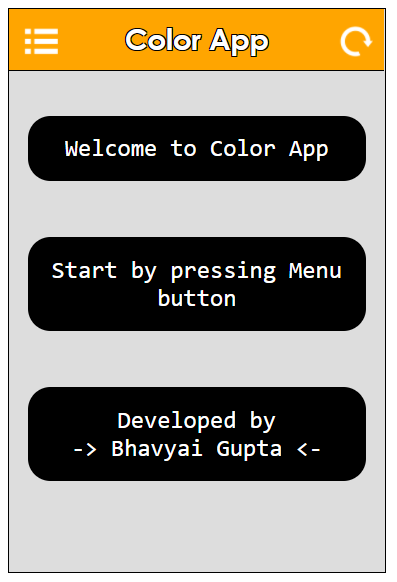 Color App
Welcome to Color App
Start by pressing Menu
button
Developed by
-> Bhavyai Gupta <-